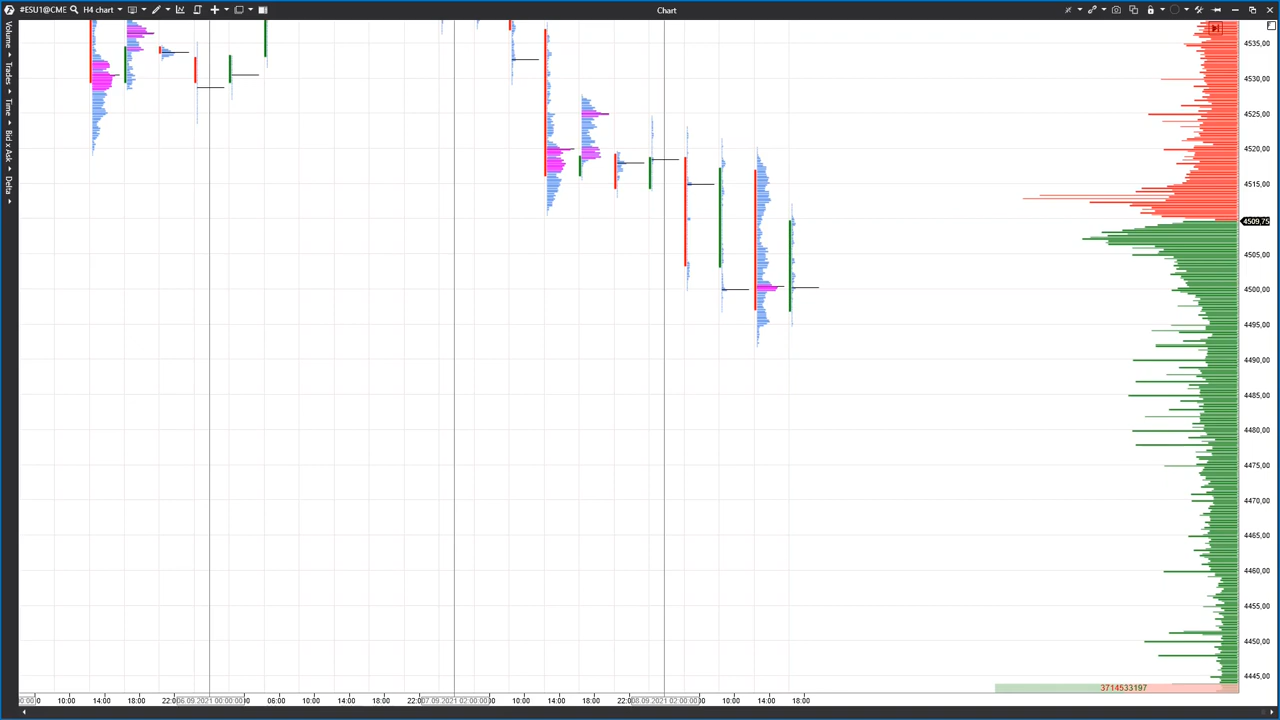 #ESU1@CME H4 chart Chart
Volume
Trades
Time
Bid x Ask
Delta
4535,00
4530,00
4525,00
4520,00
4515,00
4509,75
4505,00
4500,00
4495,00
4490,00
4485,00
4480,00
4475,00
4470,00
4465,00
4460,00
4455,00
4450,00
4445,00
3714533197
10:00 14:00 18:00 06:00 10:00 14:00 18:00 10:00 14:00 18:00 10:00 14:00 18:00